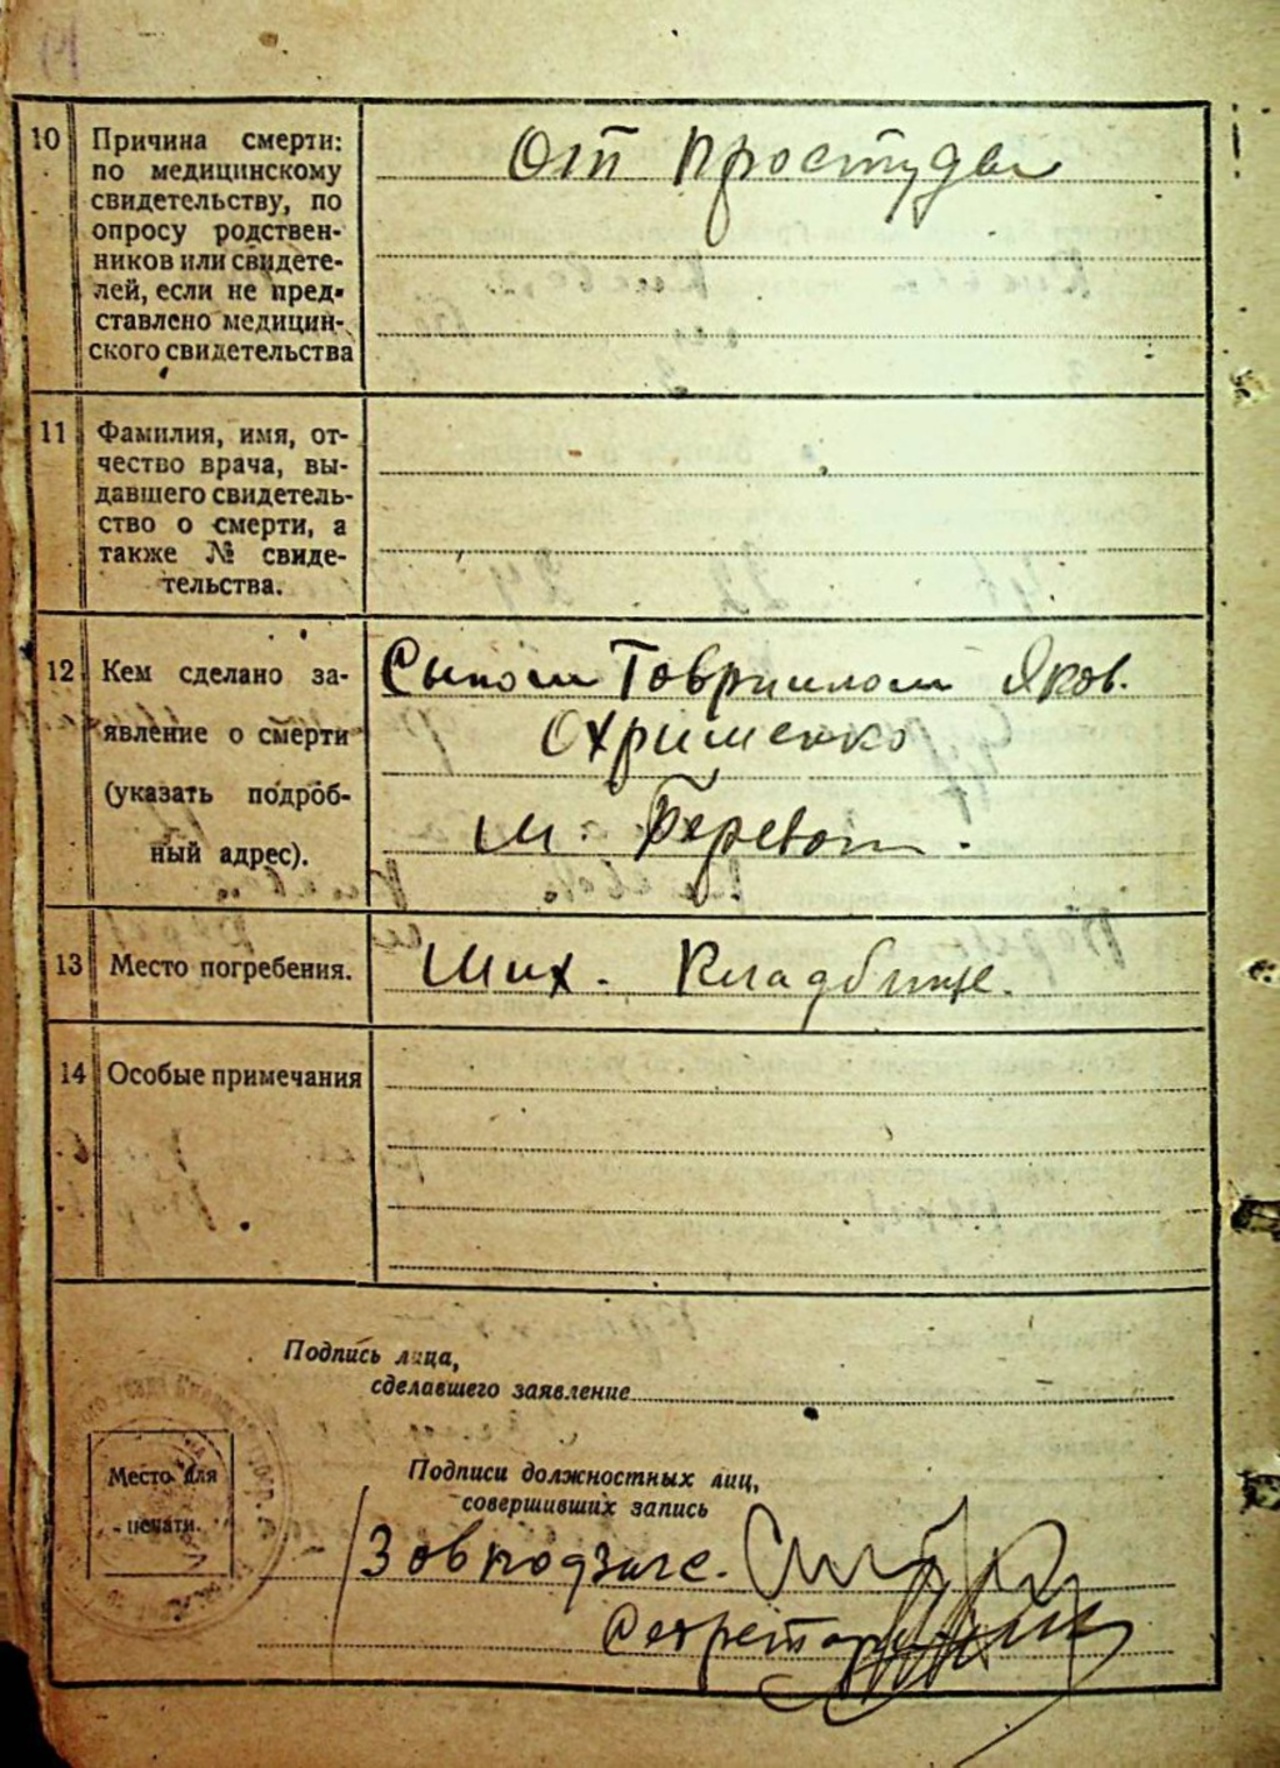 10
Причина смерти:
по медицинскому
свидетельству, по
опросу родствен-
ников или свидете-
лей, если не пред-
ставлено медицин-
ского свидетельства
От простуды
11
Фамилия, имя, от-
чество врача, вы-
давшего свидетель-
ство о смерти, а
также № свиде-
тельства.
12
Кем сделано за-
явление о смерти
(указать подроб-
ный адрес).
Сыном Говриилом Яков.
Охрименко
м.
13
Место погребения.
Мих. Кладбище.
14
Особые примечания
Подпись лица,
сделавшего заявление
Место для
печати.
Подписи должностных лиц,
совершивших запись
Секретарь